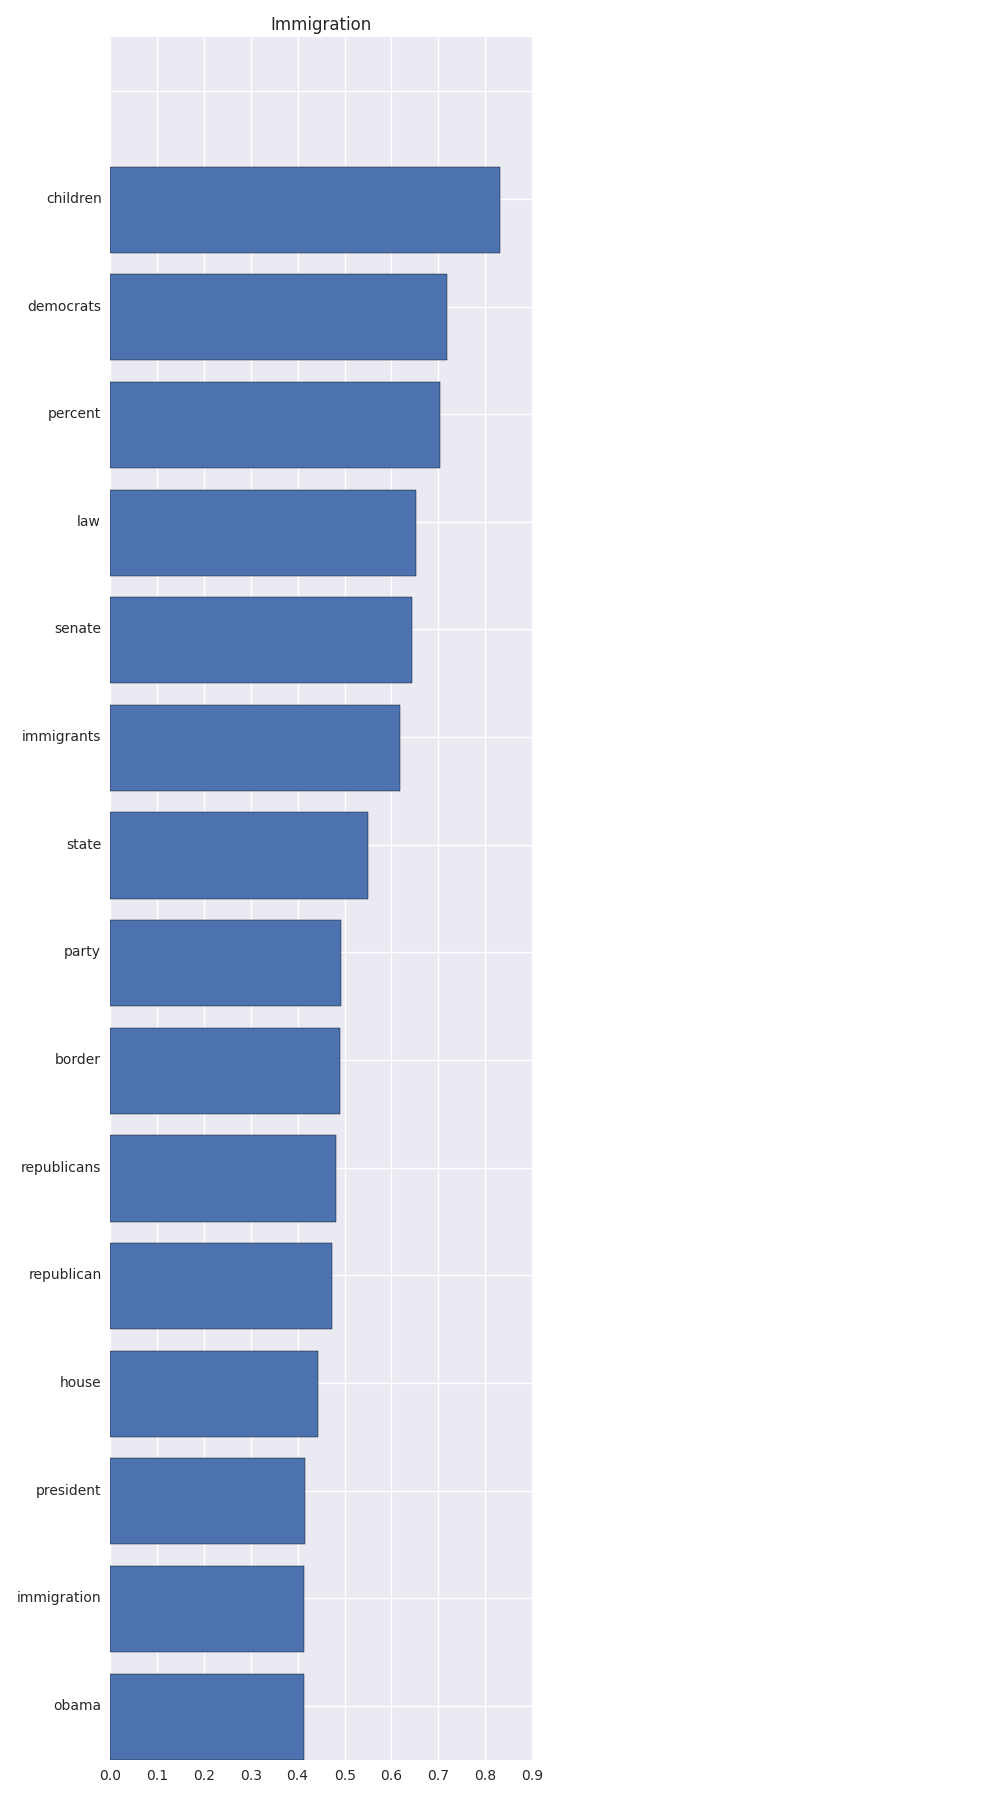 Immigration
children
democrats
percent
law
senate
immigrants
state
party
border
republicans
republican
house
president
immigration
obama
0.0 0.1 0.2 0.3 0.4 0.5 0.6 0.7 0.8 0.9